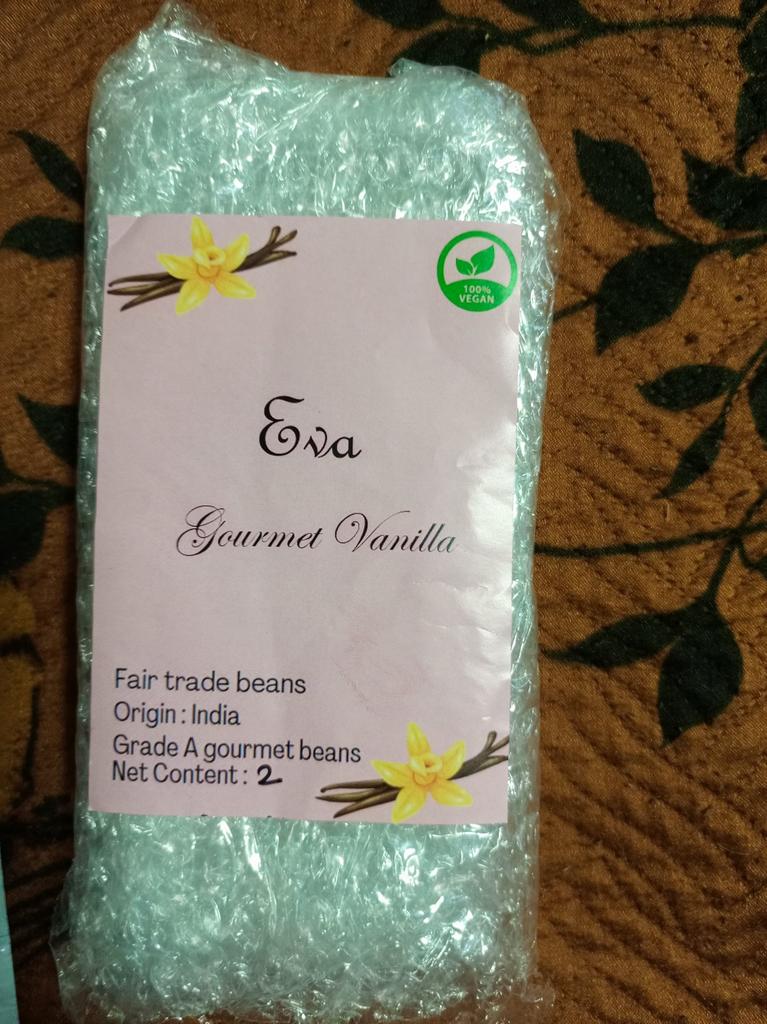 100%
VEGAN
Eva
Gourmet Vanilla
Fair trade beans
Origin : India
Grade A gourmet beans
Net Content : 2